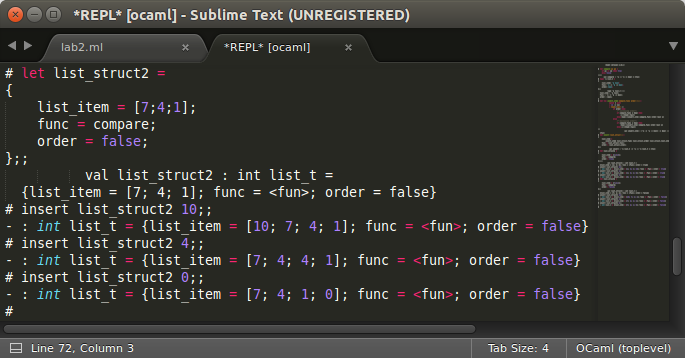 *REPL* [ocaml] - Sublime Text (UNREGISTERED)
lab2.ml
*REPL* [ocaml]
# let list_struct2 =
{
    list_item = [7;4;1];
    func = compare;
    order = false;
};;
          val list_struct2 : int list_t =
  {list_item = [7; 4; 1]; func = <fun>; order = false}
# insert list_struct2 10;;
- : int list_t = {list_item = [10; 7; 4; 1]; func = <fun>; order = false}
# insert list_struct2 4;;
- : int list_t = {list_item = [7; 4; 4; 1]; func = <fun>; order = false}
# insert list_struct2 0;;
- : int list_t = {list_item = [7; 4; 1; 0]; func = <fun>; order = false}
#
Line 72, Column 3
Tab Size: 4
OCaml (toplevel)